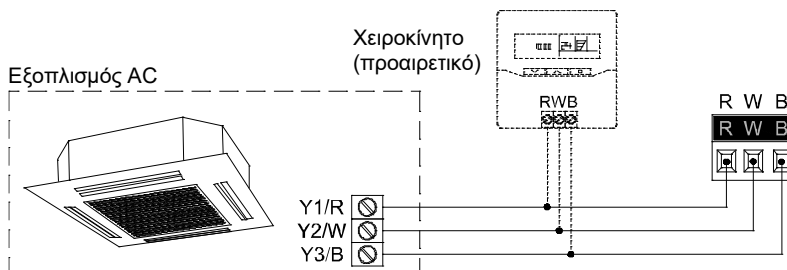 Χειροκίνητο
(προαιρετικό)
Εξοπλισμός AC
RWB
R W B
R W B
Y1/R
Y2/W
Y3/B